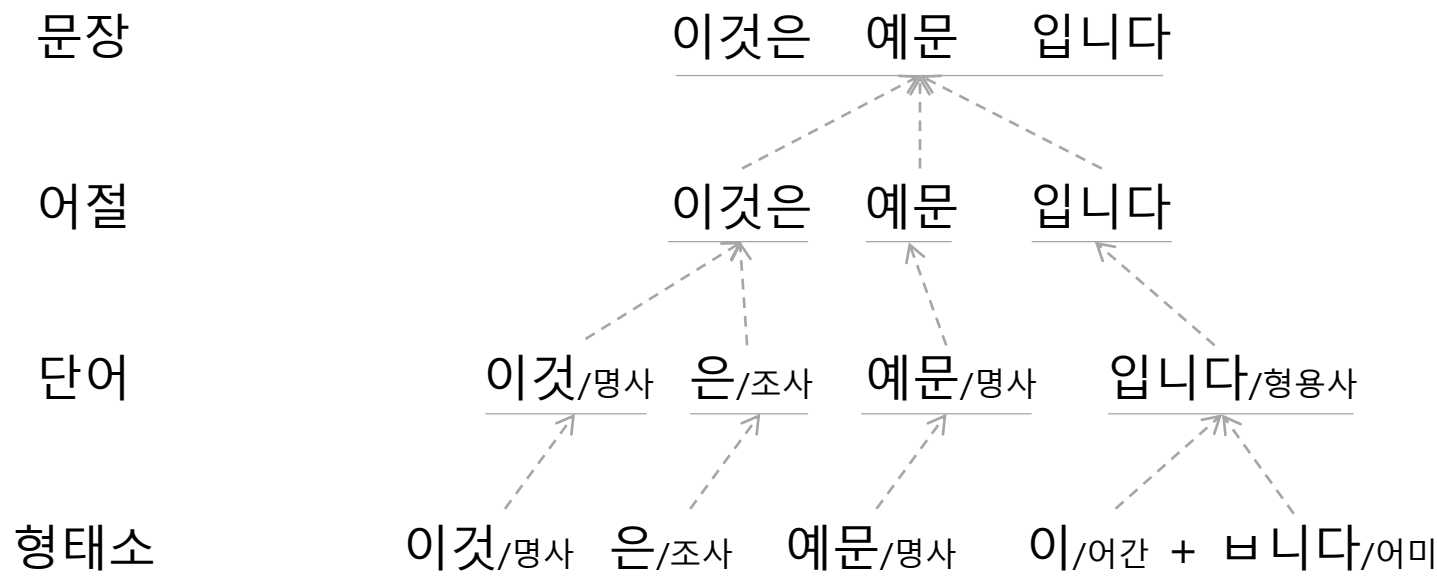 문장 이것은 예문 입니다
어절 이것은 예문 입니다
단어 이것/명사 은/조사 예문/명사 입니다/형용사
형태소 이것/명사 은/조사 예문/명사 이/어간 + ㅂ니다/어미